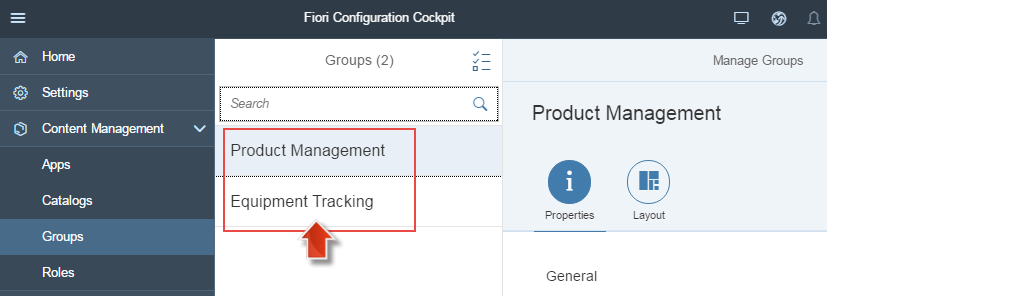 Fiori Configuration Cockpit
Home
Settings
Content Management
Apps
Catalogs
Groups
Roles
Groups (2)
Search
Product Management
Equipment Tracking
Manage Groups
Product Management
Properties
Layout
General